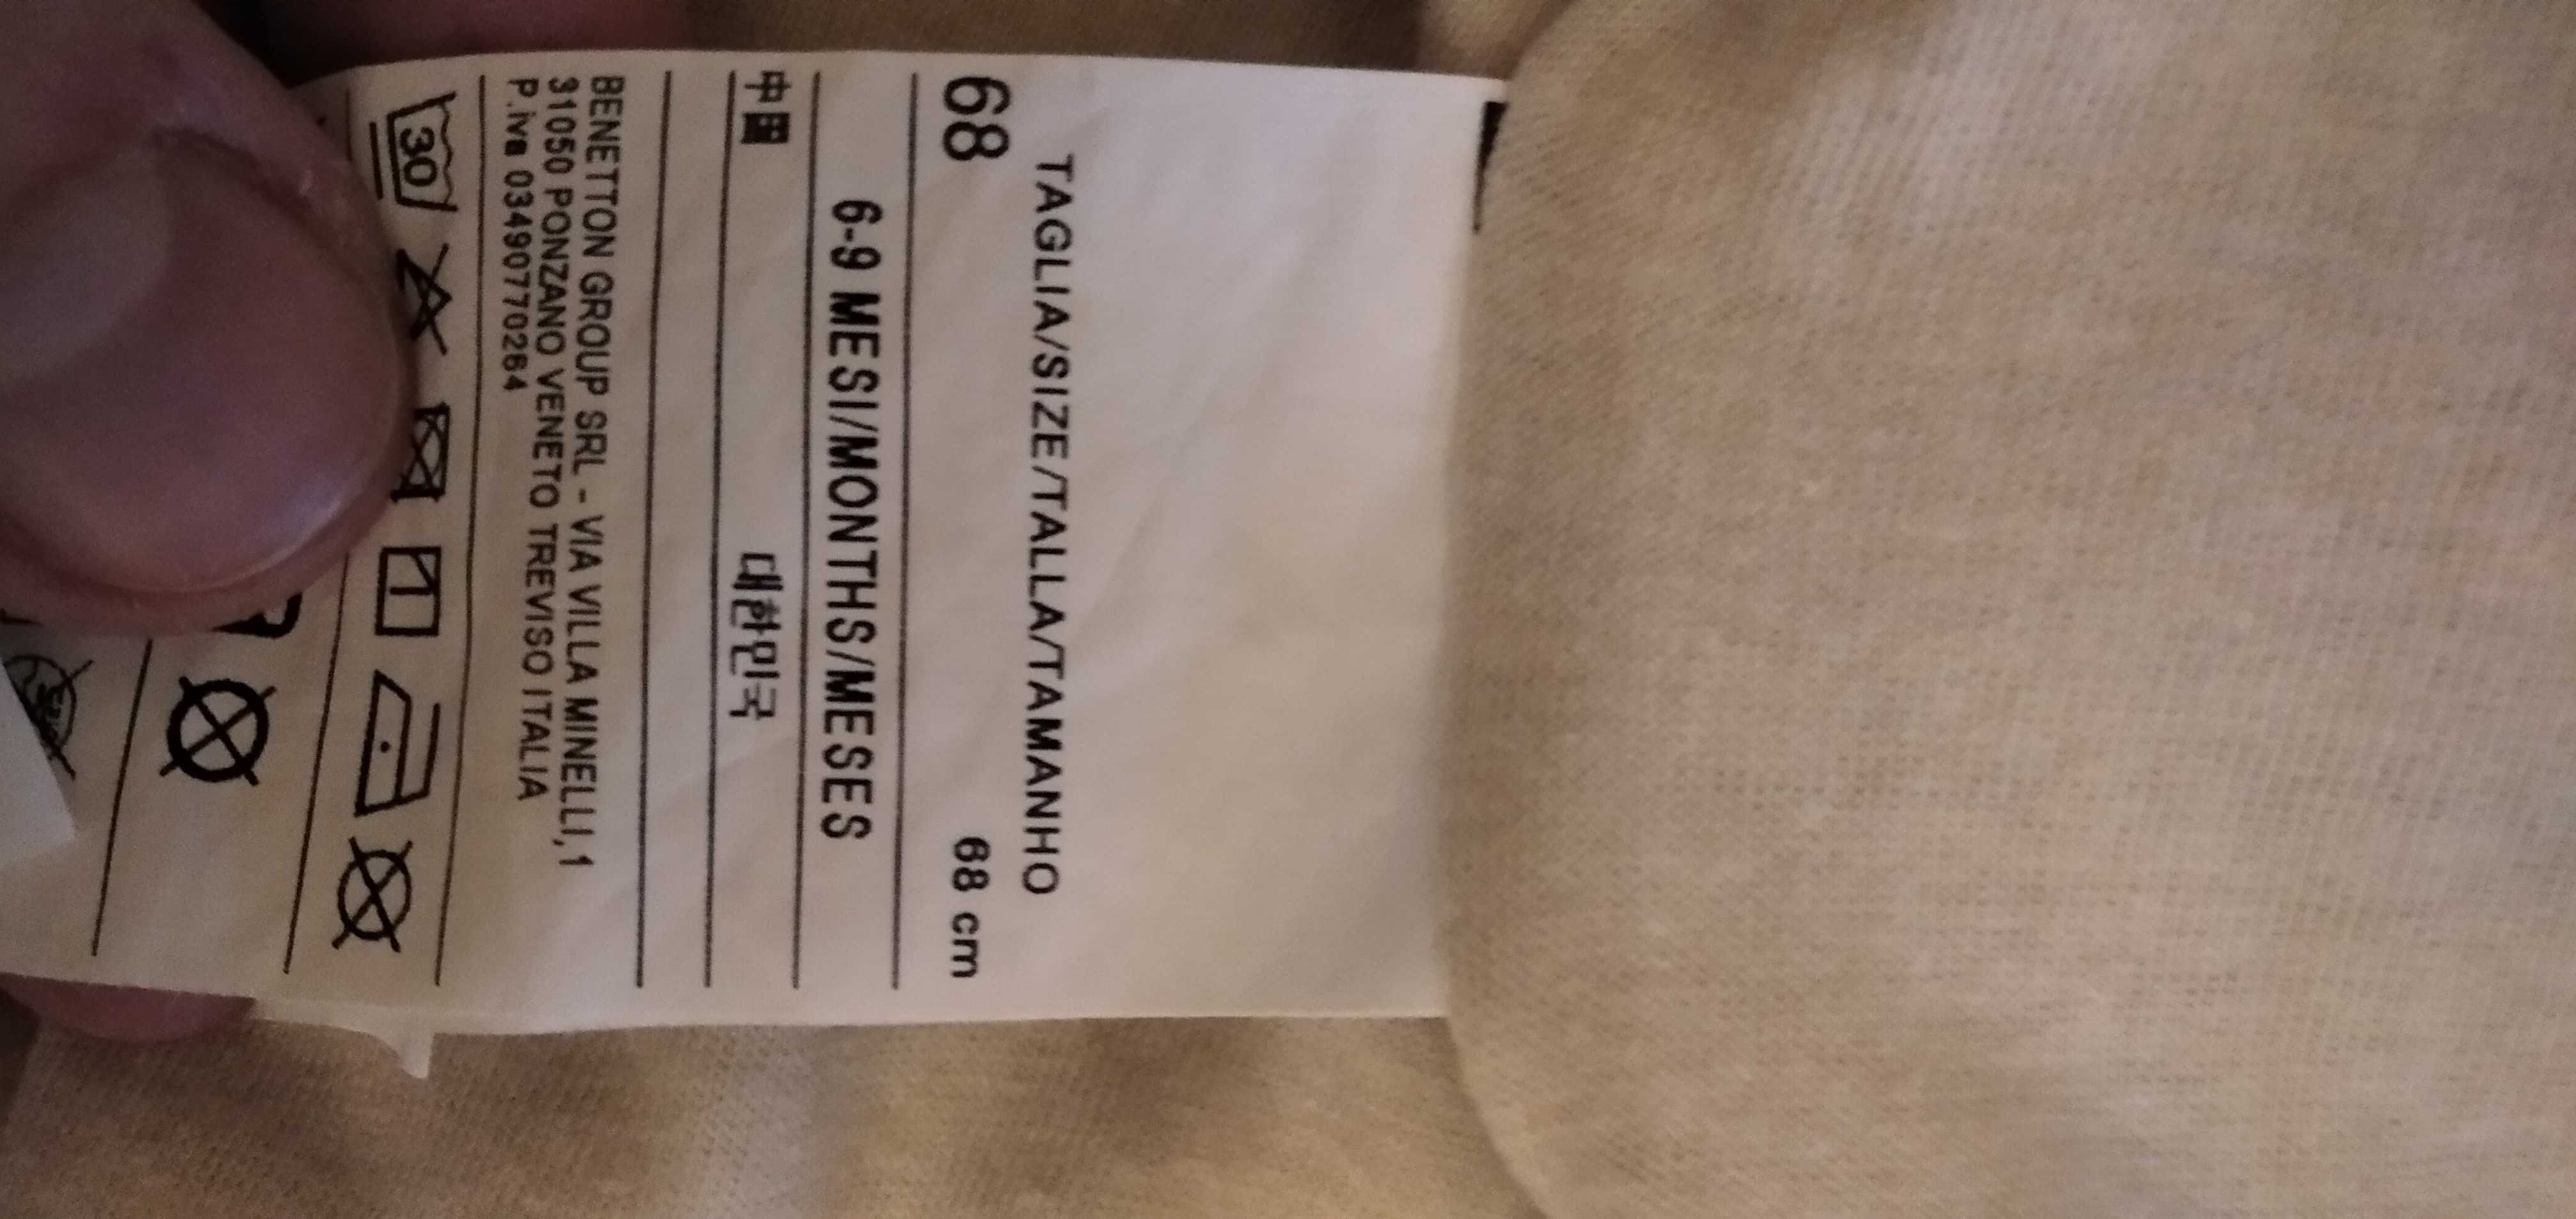 TAGLIA/SIZE/TALLA/TAMANHO
68 68 cm
6-9 MESI/MONTHS/MESES
中国 대한민국
BENETTON GROUP SRL - VIA VILLA MINELLI,1
31050 PONZANO VENETO TREVISO ITALIA
P.iva 03490770264
30